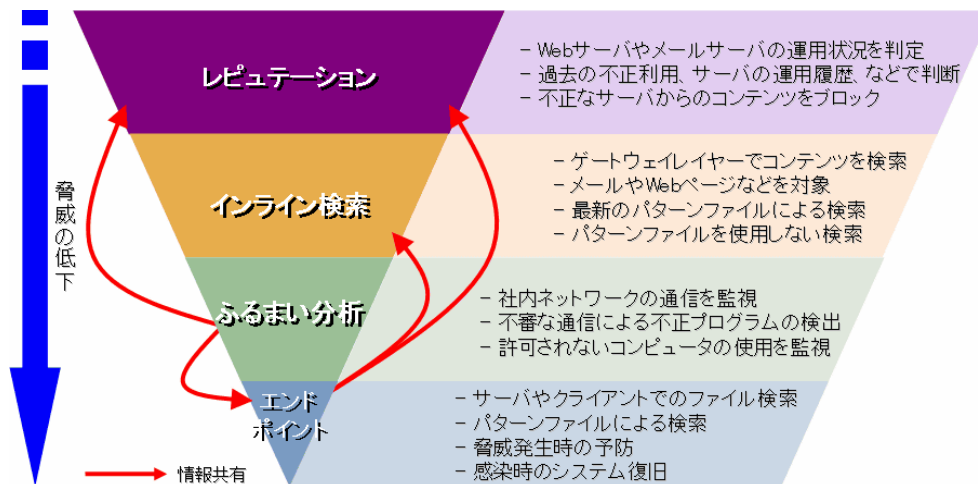 レピュテーション
− Webサーバやメールサーバの運用状況を判定
− 過去の不正利用、サーバの運用履歴、などで判断
− 不正なサーバからのコンテンツをブロック
インライン検索
− ゲートウェイレイヤーでコンテンツを検索
− メールやWebページなどを対象
− 最新のパターンファイルによる検索
− パターンファイルを使用しない検索
脅威の低下
ふるまい分析
− 社内ネットワークの通信を監視
− 不審な通信による不正プログラムの検出
− 許可されないコンピュータの使用を監視
エンド
ポイント
− サーバやクライアントでのファイル検索
− パターンファイルによる検索
− 脅威発生時の予防
− 感染時のシステム復旧
情報共有